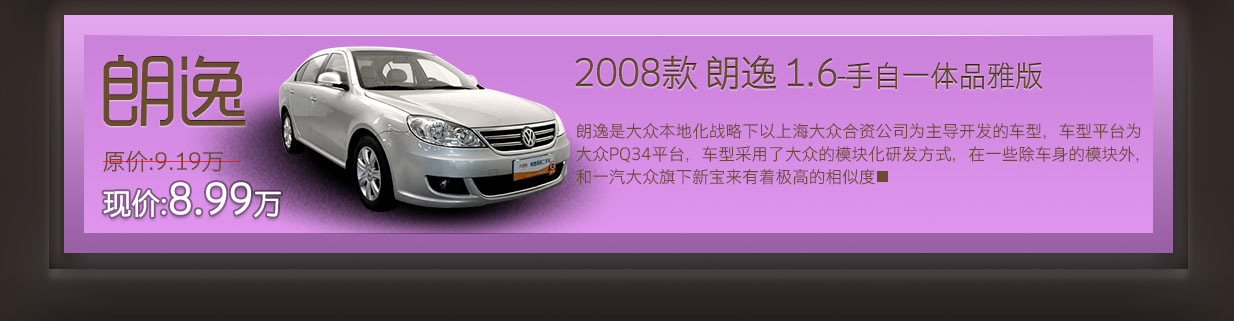 朗逸
原价:9.19万
现价:8.99万
2008款 朗逸 1.6-手自一体品雅版
朗逸是大众本地化战略下以上海大众合资公司为主导开发的车型，车型平台为
大众PQ34平台，车型采用了大众的模块化研发方式，在一些除车身的模块外,
和一汽大众旗下新宝来有着极高的相似度■